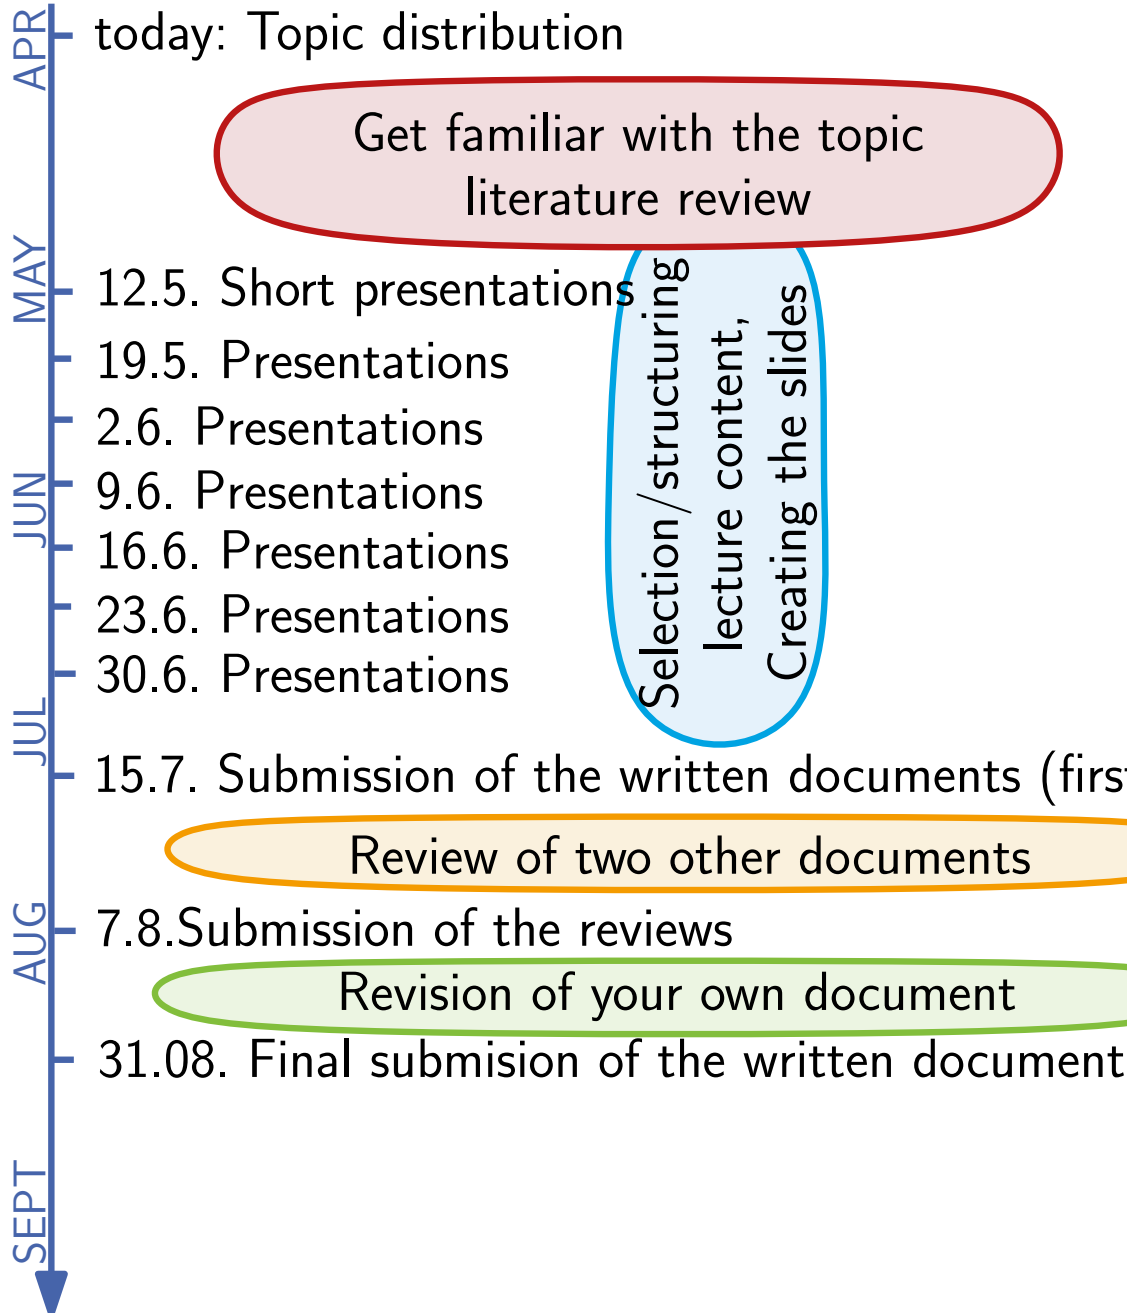 APR
today: Topic distribution
Get familiar with the topic
literature review
MAY
12.5. Short presentations
19.5. Presentations
2.6. Presentations
9.6. Presentations
JUN
16.6. Presentations
23.6. Presentations
30.6. Presentations
Selection/structuring
lecture content,
Creating the slides
JUL
15.7. Submission of the written documents (first
Review of two other documents
AUG
7.8.Submission of the reviews
Revision of your own document
31.08. Final submision of the written document
SEPT